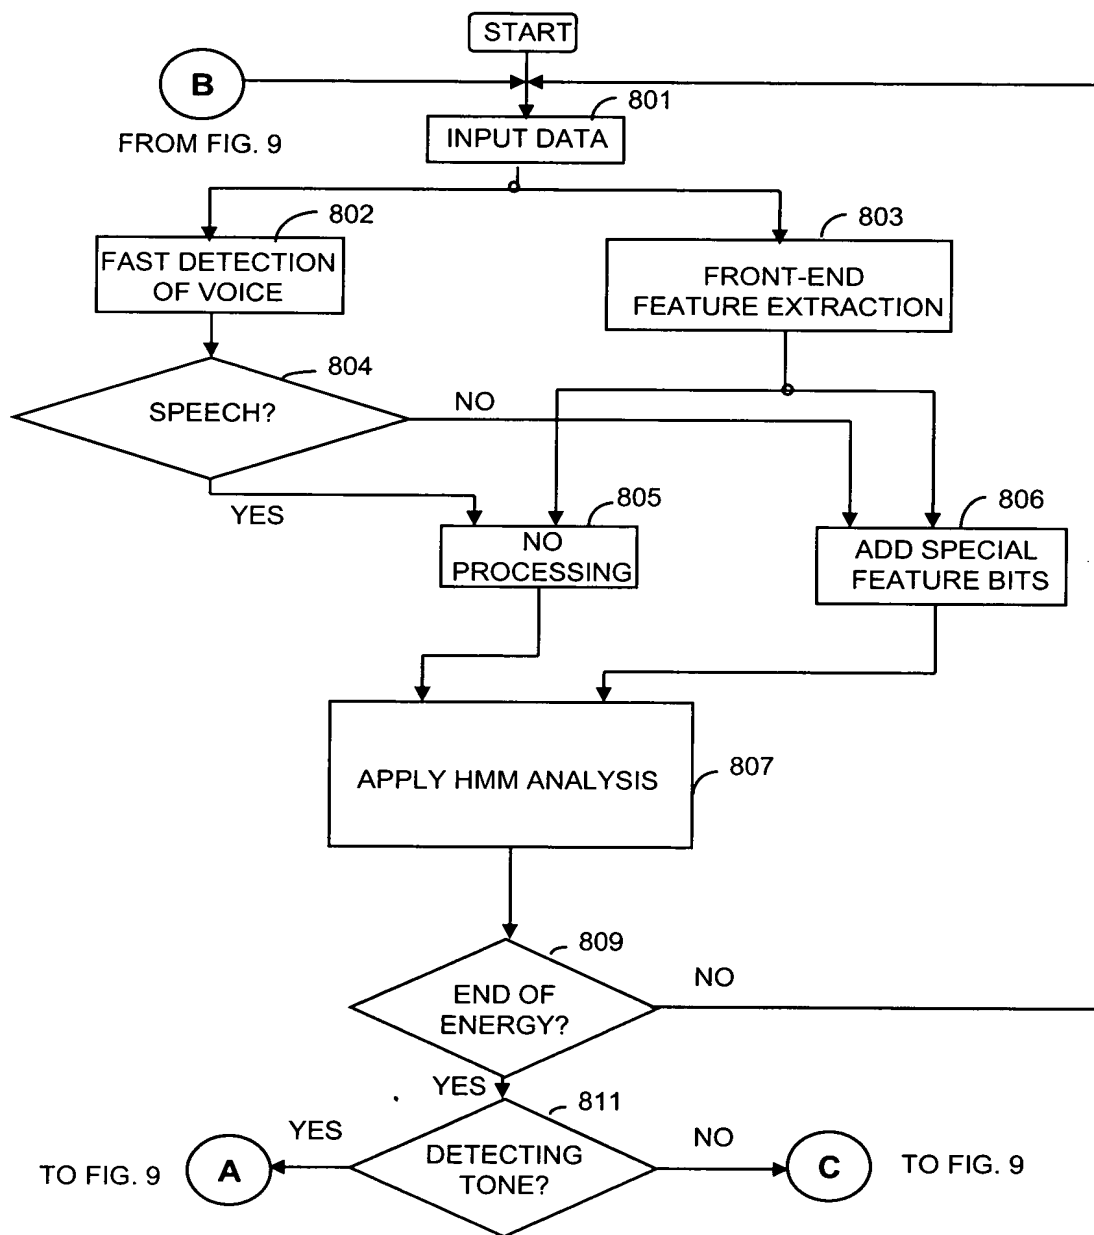 START
B
801
FROM FIG. 9
INPUT DATA
802
803
FAST DETECTION
OF VOICE
FRONT-END
FEATURE EXTRACTION
804
SPEECH?
NO
YES
805
806
NO
PROCESSING
ADD SPECIAL
FEATURE BITS
APPLY HMM ANALYSIS
807
809
END OF
ENERGY?
NO
YES
811
YES
NO
TO FIG. 9
A
DETECTING
TONE?
C
TO FIG. 9